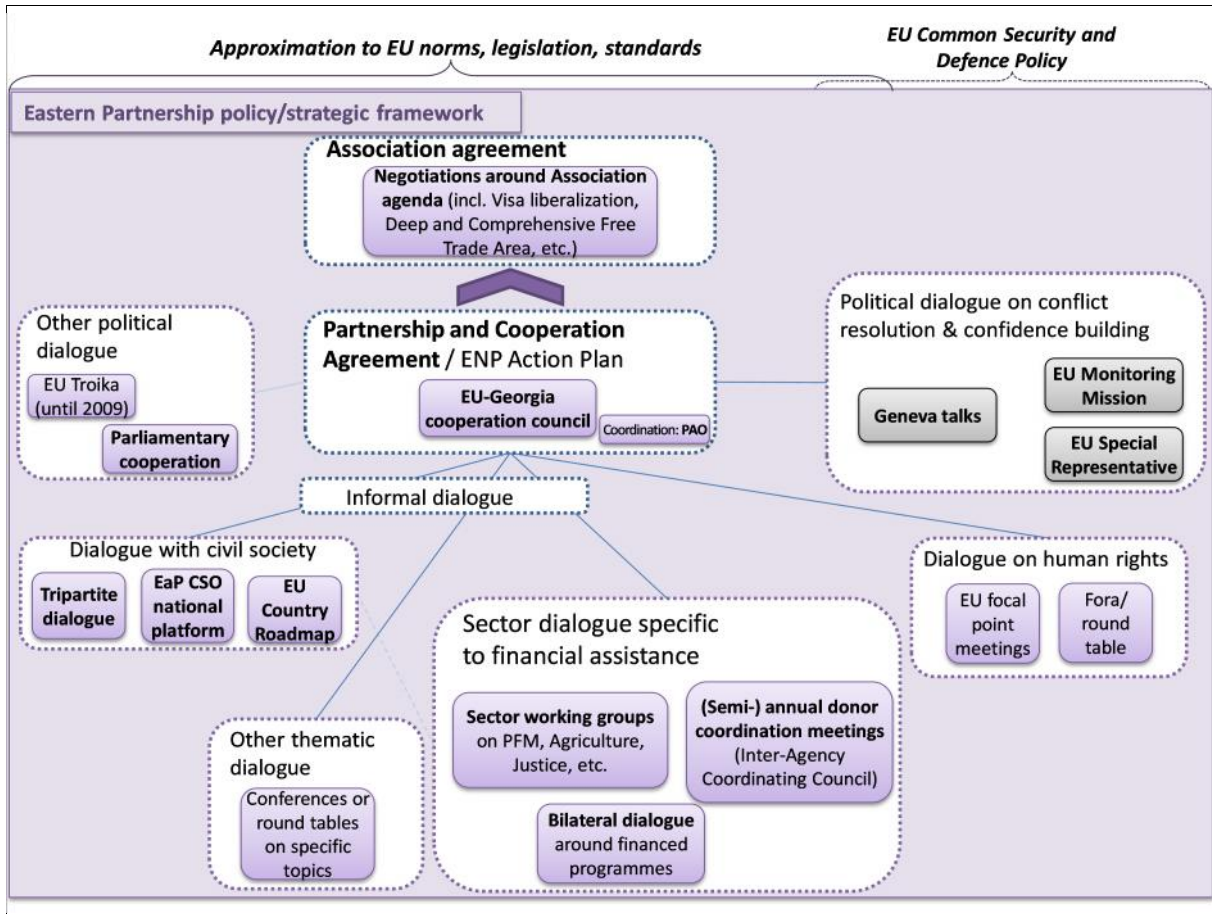 Approximation to EU norms, legislation, standards
EU Common Security and
Defence Policy
Eastern Partnership policy/strategic framework
Association agreement
Negotiations around Association
agenda (incl. Visa liberalization,
Deep and Comprehensive Free
Trade Area, etc.)
Other political
dialogue
EU Troika
(until 2009)
Parliamentary
cooperation
Partnership and Cooperation
Agreement / ENP Action Plan
EU-Georgia
cooperation council
Coordination: PAO
Political dialogue on conflict
resolution & confidence building
Geneva talks
EU Monitoring
Mission
EU Special
Representative
Informal dialogue
Dialogue with civil society
Tripartite
dialogue
EaP CSO
national
platform
EU
Country
Roadmap
Dialogue on human rights
EU focal
point
meetings
Fora/
round
table
Sector dialogue specific
to financial assistance
Sector working groups
on PFM, Agriculture,
Justice, etc.
(Semi-) annual donor
coordination meetings
(Inter-Agency
Coordinating Council)
Bilateral dialogue
around financed
programmes
Other thematic
dialogue
Conferences or
round tables
on specific
topics